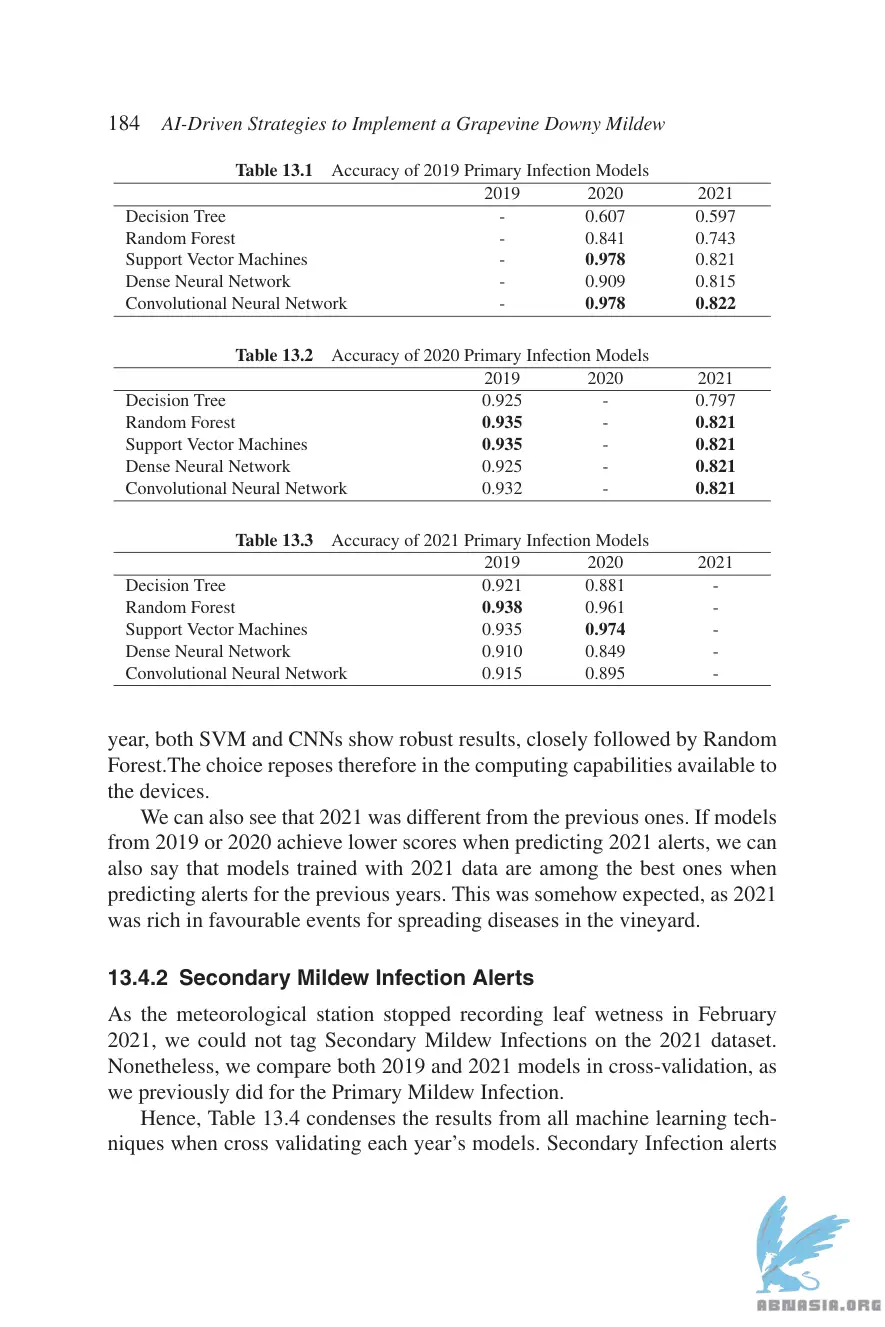 184 AI-Driven Strategies to Implement a Grapevine Downy Mildew
Table 13.1 Accuracy of 2019 Primary Infection Models
2019 2020 2021
Decision Tree - 0.607 0.597
Random Forest - 0.841 0.743
Support Vector Machines - 0.978 0.821
Dense Neural Network - 0.909 0.815
Convolutional Neural Network - 0.978 0.822
Table 13.2 Accuracy of 2020 Primary Infection Models
2019 2020 2021
Decision Tree 0.925 - 0.797
Random Forest 0.935 - 0.821
Support Vector Machines 0.935 - 0.821
Dense Neural Network 0.925 - 0.821
Convolutional Neural Network 0.932 - 0.821
Table 13.3 Accuracy of 2021 Primary Infection Models
2019 2020 2021
Decision Tree 0.921 0.881 -
Random Forest 0.938 0.961 -
Support Vector Machines 0.935 0.974 -
Dense Neural Network 0.910 0.849 -
Convolutional Neural Network 0.915 0.895 -
year, both SVM and CNNs show robust results, closely followed by Random
Forest.The choice reposes therefore in the computing capabilities available to
the devices.
We can also see that 2021 was different from the previous ones. If models
from 2019 or 2020 achieve lower scores when predicting 2021 alerts, we can
also say that models trained with 2021 data are among the best ones when
predicting alerts for the previous years. This was somehow expected, as 2021
was rich in favourable events for spreading diseases in the vineyard.
13.4.2 Secondary Mildew Infection Alerts
As the meteorological station stopped recording leaf wetness in February
2021, we could not tag Secondary Mildew Infections on the 2021 dataset.
Nonetheless, we compare both 2019 and 2021 models in cross-validation, as
we previously did for the Primary Mildew Infection.
Hence, Table 13.4 condenses the results from all machine learning tech-
niques when cross validating each year's models. Secondary Infection alerts
ABNASIA.ORG